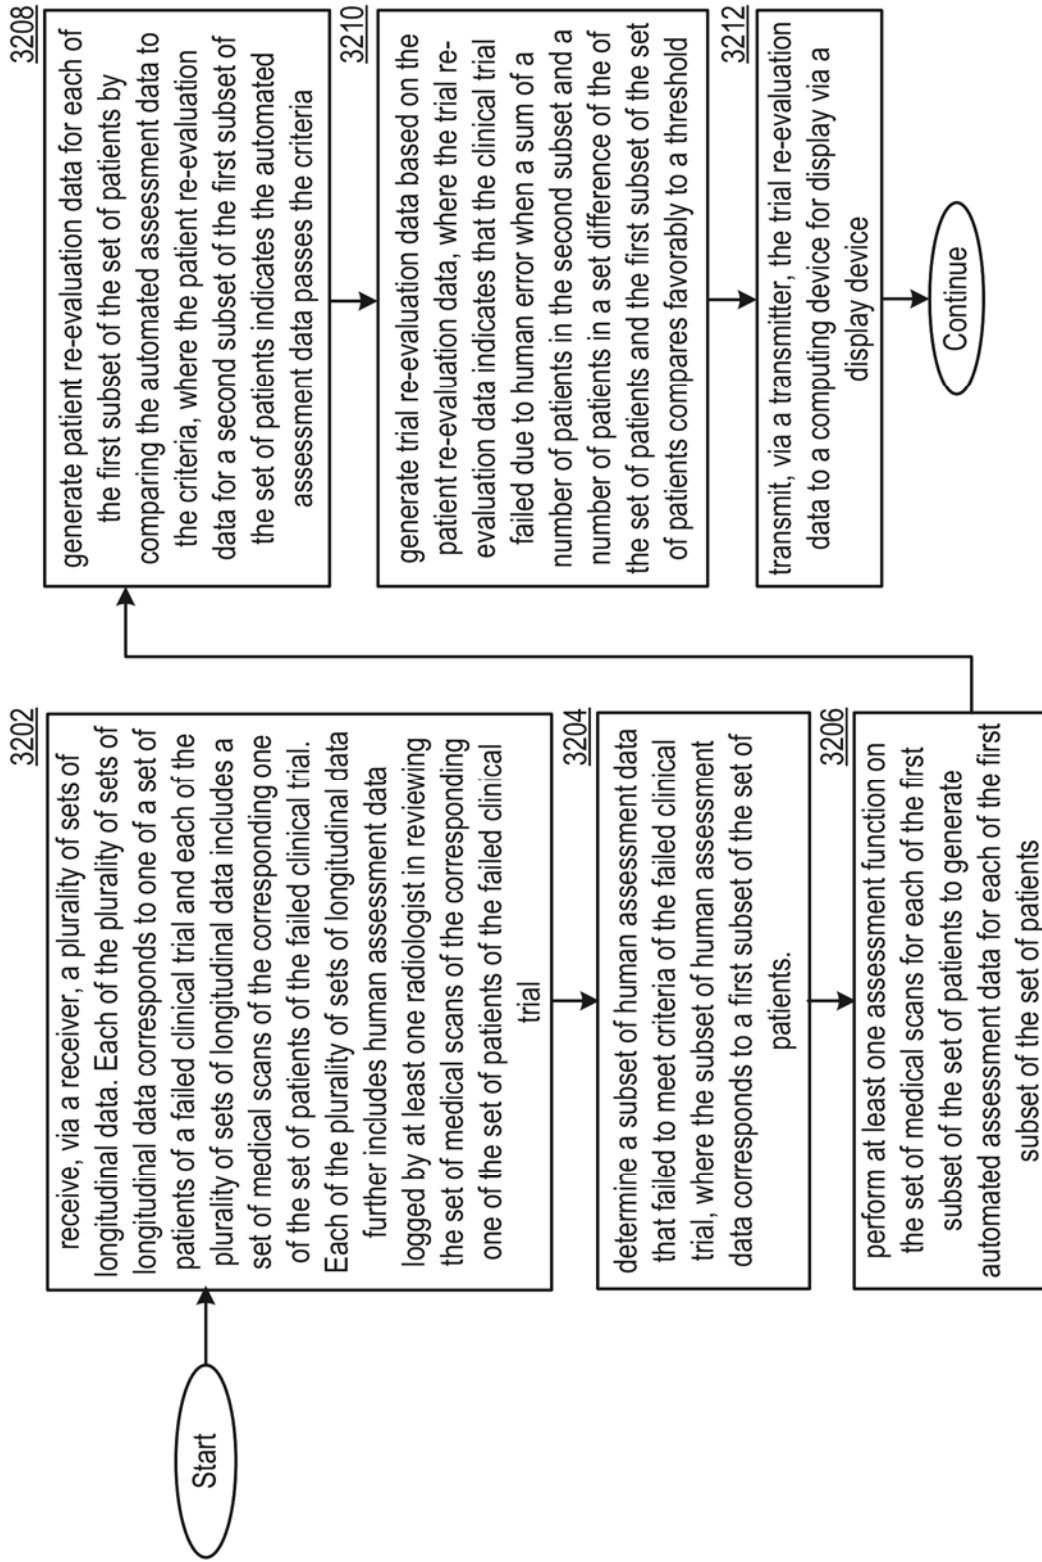 Start
3202
receive, via a receiver, a plurality of sets of
longitudinal data. Each of the plurality of sets of
longitudinal data corresponds to one of a set of
patients of a failed clinical trial and each of the
plurality of sets of longitudinal data includes a
set of medical scans of the corresponding one
of the set of patients of the failed clinical trial.
Each of the plurality of sets of longitudinal data
further includes human assessment data
logged by at least one radiologist in reviewing
the set of medical scans of the corresponding
one of the set of patients of the failed clinical
trial
3204
determine a subset of human assessment data
that failed to meet criteria of the failed clinical
trial, where the subset of human assessment
data corresponds to a first subset of the set of
patients.
3206
perform at least one assessment function on
the set of medical scans for each of the first
subset of the set of patients to generate
automated assessment data for each of the first
subset of the set of patients
3208
generate patient re-evaluation data for each of
the first subset of the set of patients by
comparing the automated assessment data to
the criteria, where the patient re-evaluation
data for a second subset of the first subset of
the set of patients indicates the automated
assessment data passes the criteria
3210
generate trial re-evaluation data based on the
patient re-evaluation data, where the trial re-
evaluation data indicates that the clinical trial
failed due to human error when a sum of a
number of patients in the second subset and a
number of patients in a set difference of the of
the set of patients and the first subset of the set
of patients compares favorably to a threshold
3212
transmit, via a transmitter, the trial re-evaluation
data to a computing device for display via a
display device
Continue